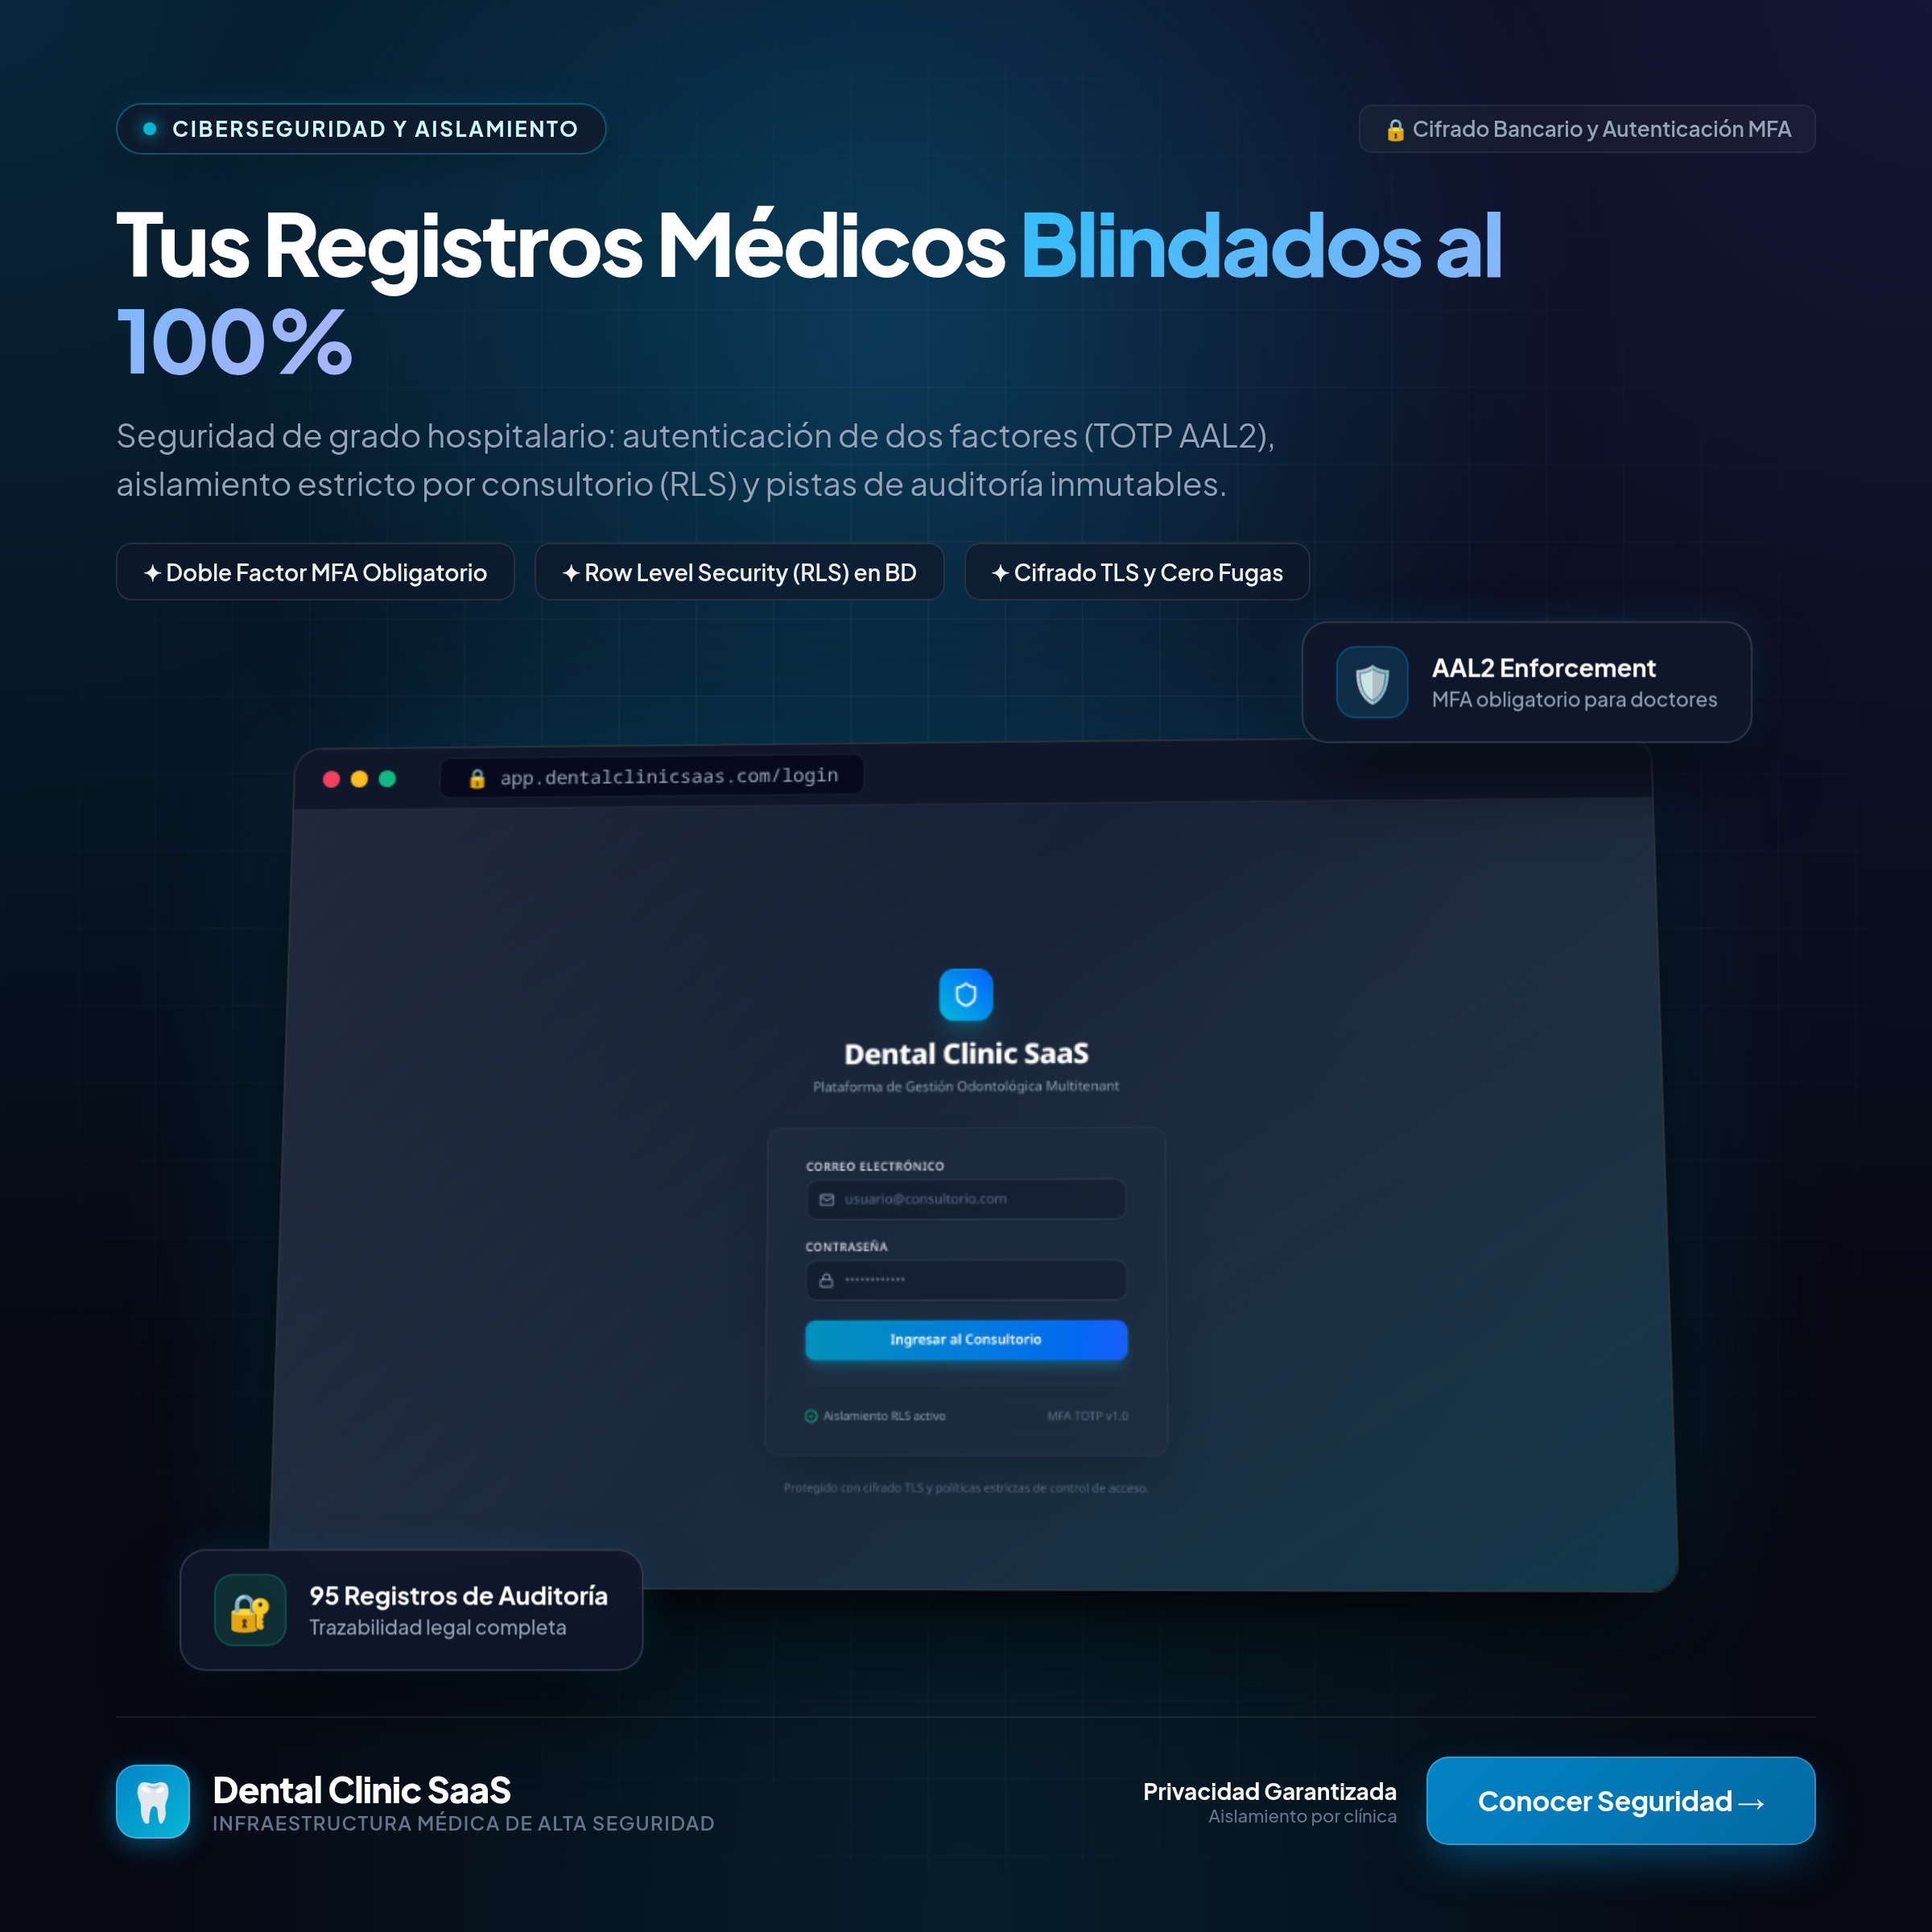 CIBERSEGURIDAD Y AISLAMIENTO
🔒 Cifrado Bancario y Autenticación MFA
Tus Registros Médicos Blindados al
100%
Seguridad de grado hospitalario: autenticación de dos factores (TOTP AAL2),
aislamiento estricto por consultorio (RLS) y pistas de auditoría inmutables.
✦ Doble Factor MFA Obligatorio
✦ Row Level Security (RLS) en BD
✦ Cifrado TLS y Cero Fugas
AAL2 Enforcement
MFA obligatorio para doctores
🔒 app.dentalclinicsaas.com/login
Dental Clinic SaaS
Plataforma de Gestión Odontológica Multitenant
CORREO ELECTRÓNICO
usuario@consultorio.com
CONTRASEÑA
••••••••••••
Ingresar al Consultorio
Aislamiento RLS activo
MFA TOTP v1.0
Protegido con cifrado TLS y políticas estrictas de control de acceso.
95 Registros de Auditoría
Trazabilidad legal completa
Dental Clinic SaaS
INFRAESTRUCTURA MÉDICA DE ALTA SEGURIDAD
Privacidad Garantizada
Aislamiento por clínica
Conocer Seguridad →